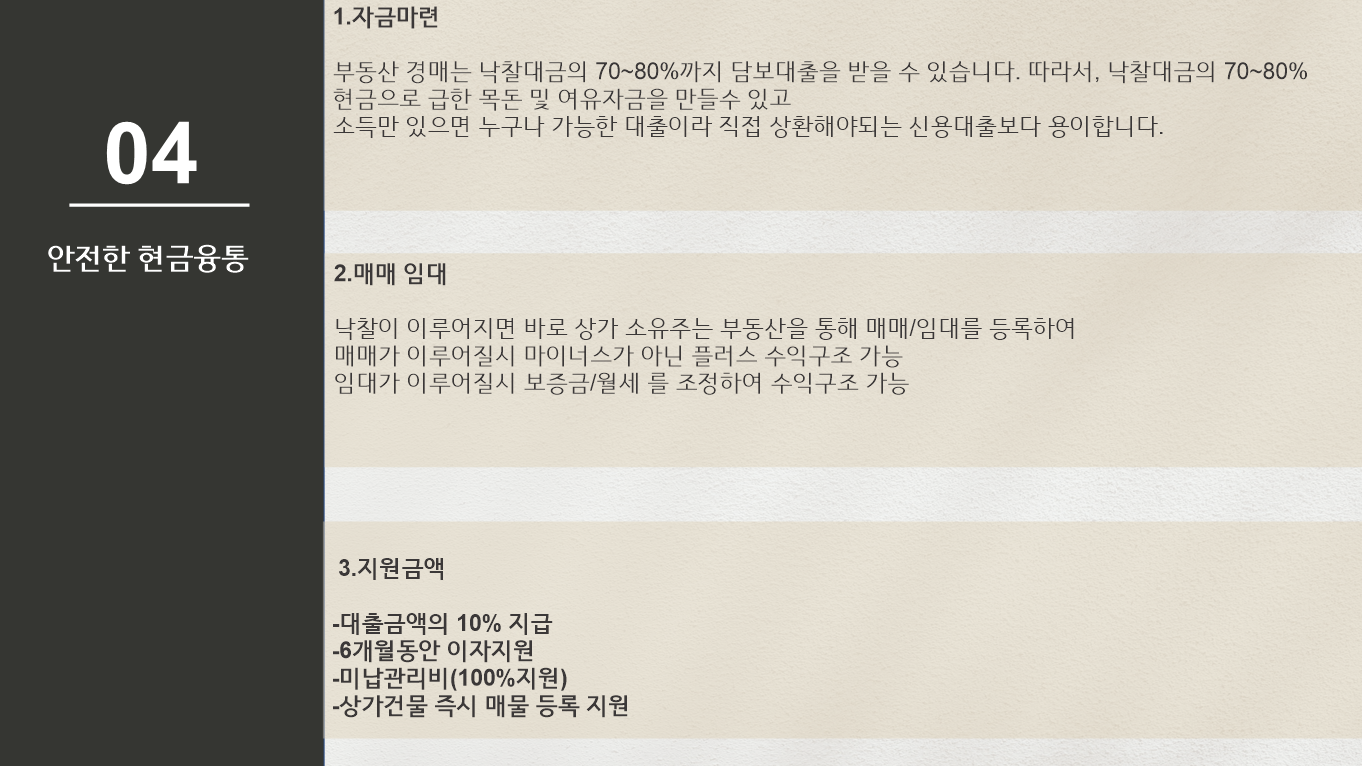 04
안전한 현금융통
1.자금마련
부동산 경매는 낙찰대금의 70~80%까지 담보대출을 받을 수 있습니다. 따라서, 낙찰대금의 70~80%
현금으로 급한 목돈 및 여유자금을 만들수 있고
소득만 있으면 누구나 가능한 대출이라 직접 상환해야되는 신용대출보다 용이합니다.
2.매매 임대
낙찰이 이루어지면 바로 상가 소유주는 부동산을 통해 매매/임대를 등록하여
매매가 이루어질시 마이너스가 아닌 플러스 수익구조 가능
임대가 이루어질시 보증금/월세 를 조정하여 수익구조 가능
3.지원금액
-대출금액의 10% 지급
-6개월동안 이자지원
-미납관리비(100%지원)
-상가건물 즉시 매물 등록 지원